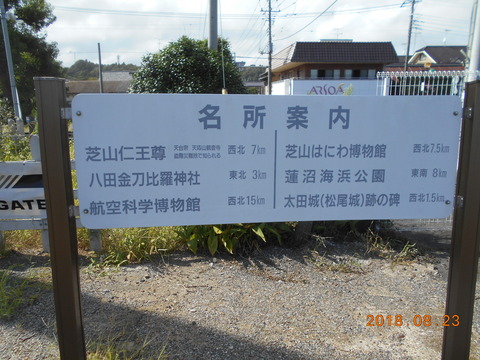 ARSOA
名所案内
芝山仁王尊 西北 7km
八田金刀比羅神社 東北 3km
航空科学博物館 西北 15km
芝山はにわ博物館 西北 7.5km
蓮沼海浜公園 東南 8km
太田城(松尾城)跡の碑 西北 1.5km
GATE
2018.08.23